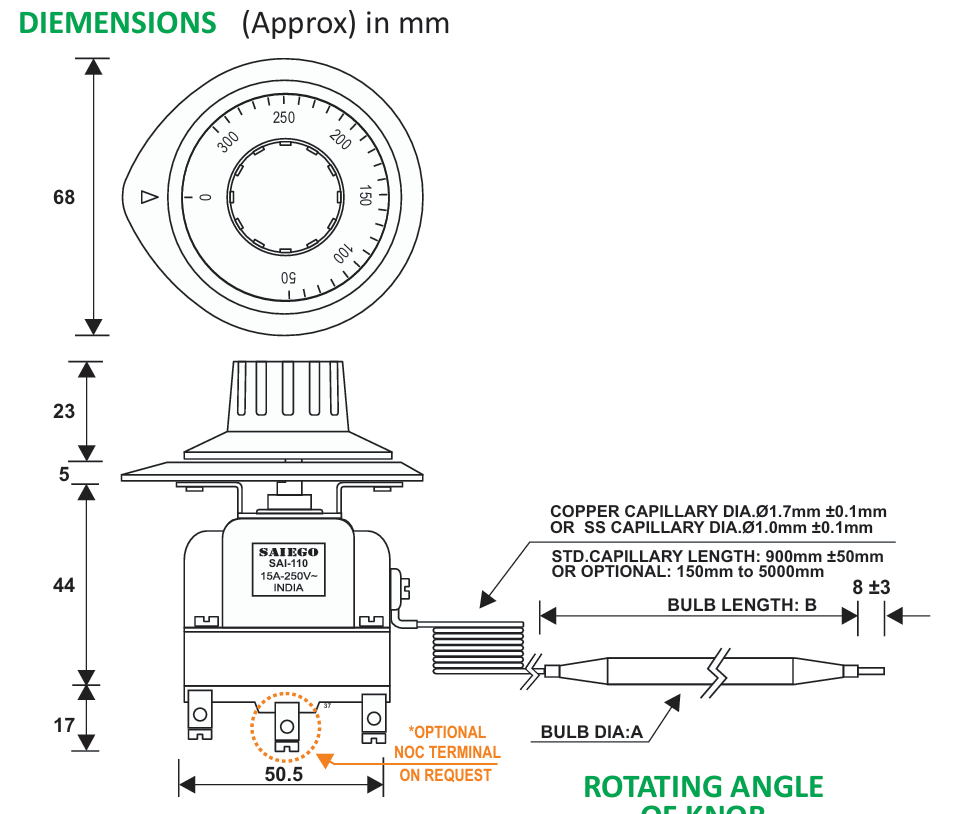 DIEMENSIONS (Approx) in mm
250
300
200
0
150
100
50
68
23
5
44
17
SAIEGO
SAI-110
15A-250V~
INDIA
COPPER CAPILLARY DIA.Ø1.7mm ±0.1mm
OR SS CAPILLARY DIA.Ø1.0mm ±0.1mm
STD.CAPILLARY LENGTH: 900mm ±50mm
OR OPTIONAL: 150mm to 5000mm
8 ±3
BULB LENGTH: B
BULB DIA:A
37
*OPTIONAL
NOC TERMINAL
ON REQUEST
50.5
ROTATING ANGLE
OF KNOB